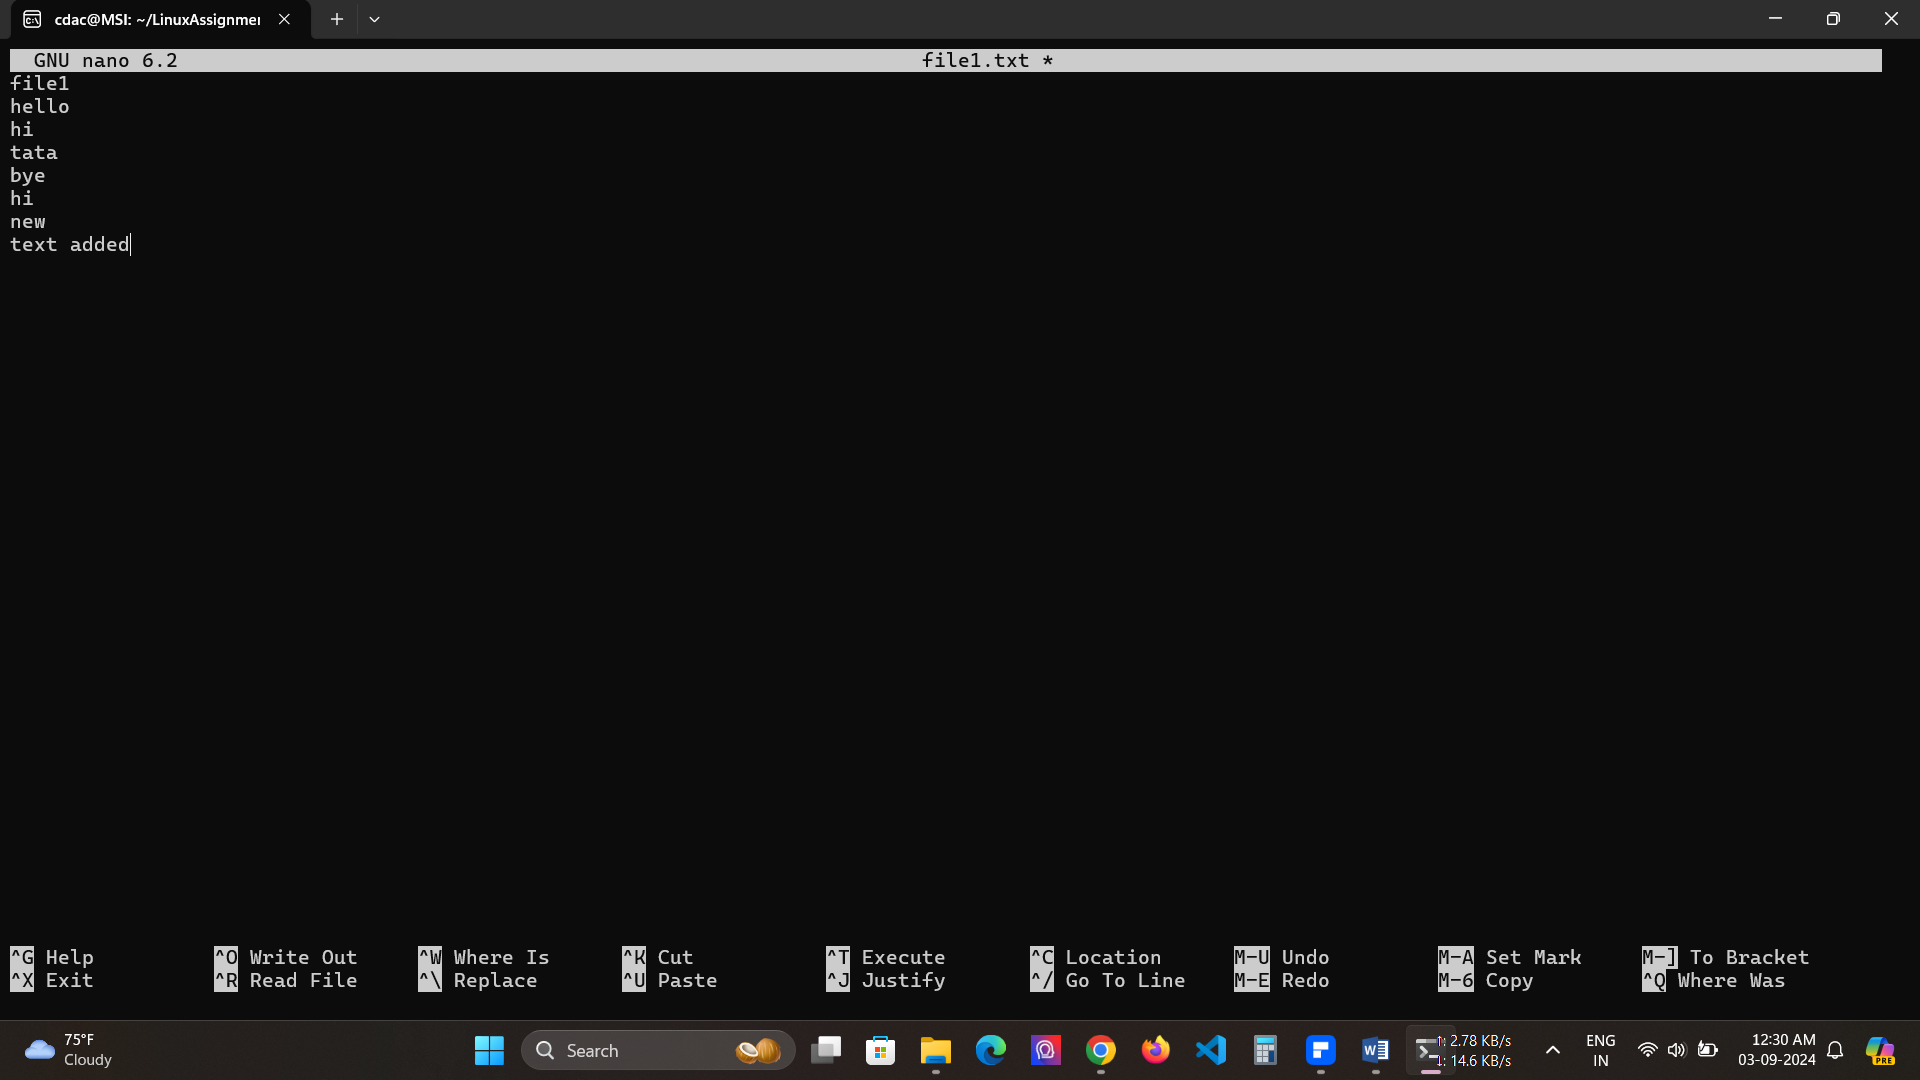 cdac@MSI: ~/LinuxAssignme
GNU nano 6.2 file1.txt *
file1
hello
hi
tata
bye
hi
new
text added
^G Help ^O Write Out ^W Where Is ^K Cut ^T Execute ^C Location M-U Undo M-A Set Mark M-] To Bracket
^X Exit ^R Read File ^\ Replace ^U Paste ^J Justify ^/ Go To Line M-E Redo M-6 Copy ^Q Where Was
75°F
Cloudy
Search
2.78 KB/s
14.6 KB/s
ENG
IN
12:30 AM
03-09-2024
PRE